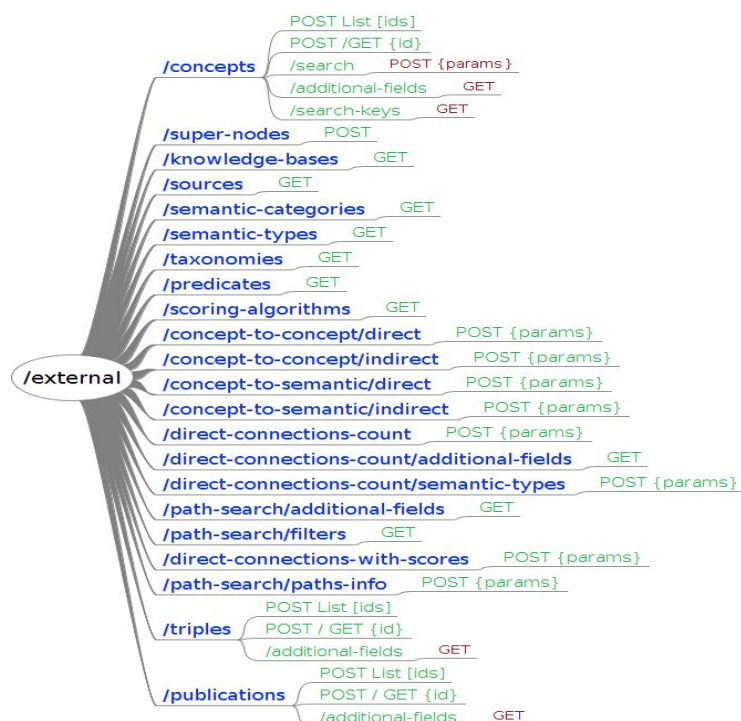 POST List [ids]
POST /GET {id}
/concepts
/search POST {params}
/additional-fields GET
/search-keys GET
/super-nodes POST
/knowledge-bases GET
/sources GET
/semantic-categories GET
/semantic-types GET
/taxonomies GET
/predicates GET
/scoring-algorithms GET
/concept-to-concept/direct POST {params}
/concept-to-concept/indirect POST {params}
/external
/concept-to-semantic/direct POST {params}
/concept-to-semantic/indirect POST {params}
/direct-connections-count POST {params}
/direct-connections-count/additional-fields GET
/direct-connections-count/semantic-types POST {params}
/path-search/additional-fields GET
/path-search/filters GET
/direct-connections-with-scores POST {params}
/path-search/paths-info POST {params}
POST List [ids]
/triples POST / GET {id}
/additional-fields GET
POST List [ids]
/publications POST / GET {id}
/additional-fields GET